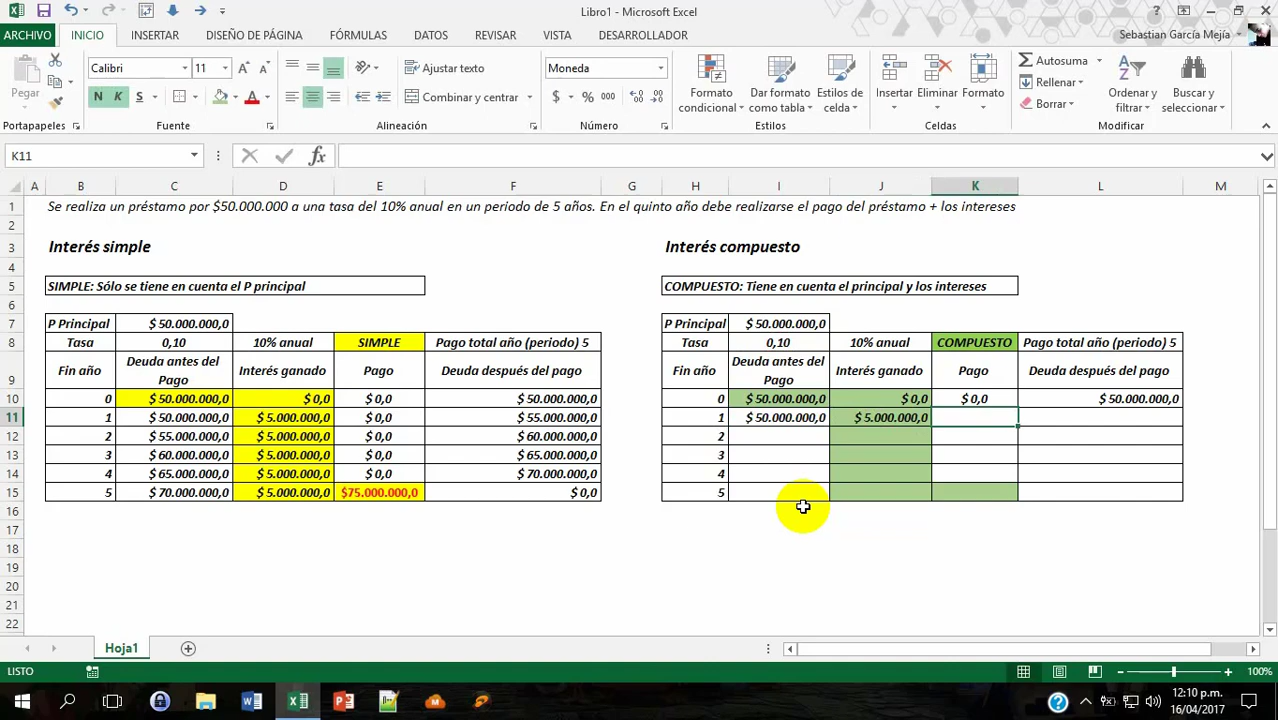 Libro1 - Microsoft Excel
ARCHIVO INICIO INSERTAR DISEÑO DE PÁGINA FÓRMULAS DATOS REVISAR VISTA DESARROLLADOR Sebastian García Mejía
Pegar
Calibri 11
N K S
Ajustar texto
Combinar y centrar
Moneda
$ % 000
Formato condicional
Dar formato como tabla
Estilos de celda
Insertar
Eliminar
Formato
Autosuma
Rellenar
Borrar
Ordenar y filtrar
Buscar y seleccionar
Portapapeles Fuente Alineación Número Estilos Celdas Modificar
K11
A B C D E F G H I J K L M
1 Se realiza un préstamo por $50.000.000 a una tasa del 10% anual en un periodo de 5 años. En el quinto año debe realizarse el pago del préstamo + los intereses
2
3 Interés simple Interés compuesto
4
5 SIMPLE: Sólo se tiene en cuenta el P principal COMPUESTO: Tiene en cuenta el principal y los intereses
6
7 P Principal $ 50.000.000,0 P Principal $ 50.000.000,0
8 Tasa 0,10 10% anual SIMPLE Pago total año (periodo) 5 Tasa 0,10 10% anual COMPUESTO Pago total año (periodo) 5
9 Fin año Deuda antes del Pago Interés ganado Pago Deuda después del pago Fin año Deuda antes del Pago Interés ganado Pago Deuda después del pago
10 0 $ 50.000.000,0 $ 0,0 $ 0,0 $ 50.000.000,0 0 $ 50.000.000,0 $ 0,0 $ 0,0 $ 50.000.000,0
11 1 $ 50.000.000,0 $ 5.000.000,0 $ 0,0 $ 55.000.000,0 1 $ 50.000.000,0 $ 5.000.000,0
12 2 $ 55.000.000,0 $ 5.000.000,0 $ 0,0 $ 60.000.000,0 2
13 3 $ 60.000.000,0 $ 5.000.000,0 $ 0,0 $ 65.000.000,0 3
14 4 $ 65.000.000,0 $ 5.000.000,0 $ 0,0 $ 70.000.000,0 4
15 5 $ 70.000.000,0 $ 5.000.000,0 $75.000.000,0 $ 0,0 5
16
17
18
19
20
21
22
Hoja1
LISTO 100%
12:10 p.m.
16/04/2017